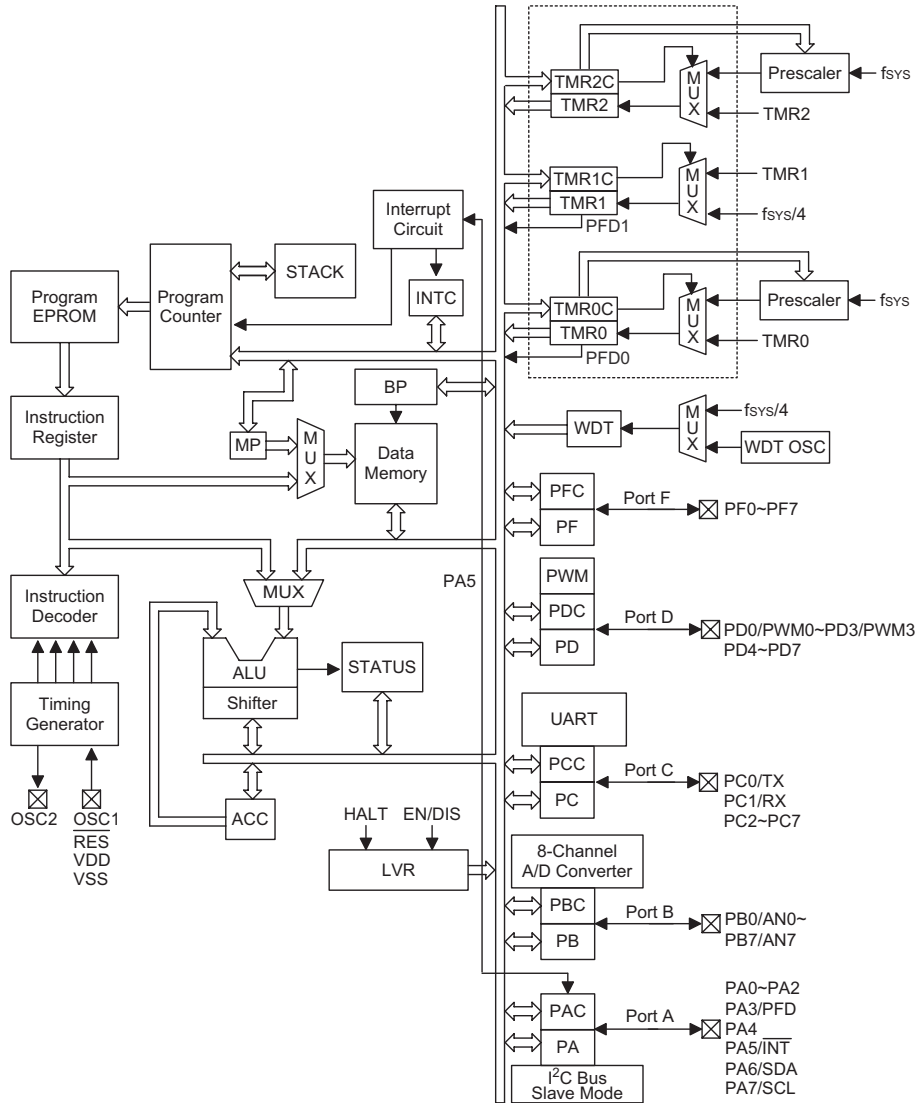 TMR2C
TMR2
MUX
Prescaler
fSYS
TMR2
TMR1C
TMR1
MUX
TMR1
fSYS/4
PFD1
Interrupt
Circuit
STACK
INTC
Program
EPROM
Program
Counter
TMR0C
TMR0
MUX
Prescaler
fSYS
TMR0
PFD0
BP
Instruction
Register
MP
MUX
Data
Memory
WDT
MUX
fSYS/4
WDT OSC
PFC
PF
Port F
PF0~PF7
PA5
PWM
PDC
PD
Port D
PD0/PWM0~PD3/PWM3
PD4~PD7
Instruction
Decoder
MUX
ALU
Shifter
STATUS
Timing
Generator
UART
PCC
PC
Port C
PC0/TX
PC1/RX
PC2~PC7
OSC2
OSC1
RES
VDD
VSS
ACC
HALT
EN/DIS
LVR
8-Channel
A/D Converter
PBC
PB
Port B
PB0/AN0~
PB7/AN7
PAC
PA
Port A
I²C Bus
Slave Mode
PA0~PA2
PA3/PFD
PA4
PA5/INT
PA6/SDA
PA7/SCL